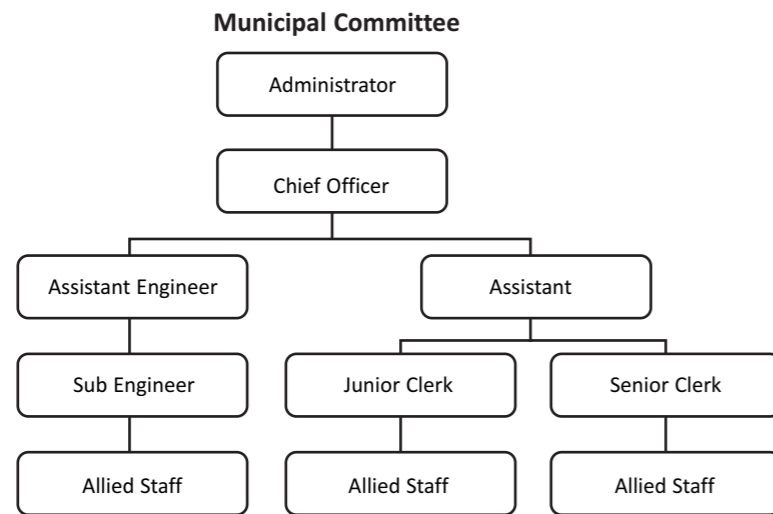 Municipal Committee
Administrator
Chief Officer
Assistant Engineer
Assistant
Sub Engineer
Junior Clerk
Senior Clerk
Allied Staff
Allied Staff
Allied Staff